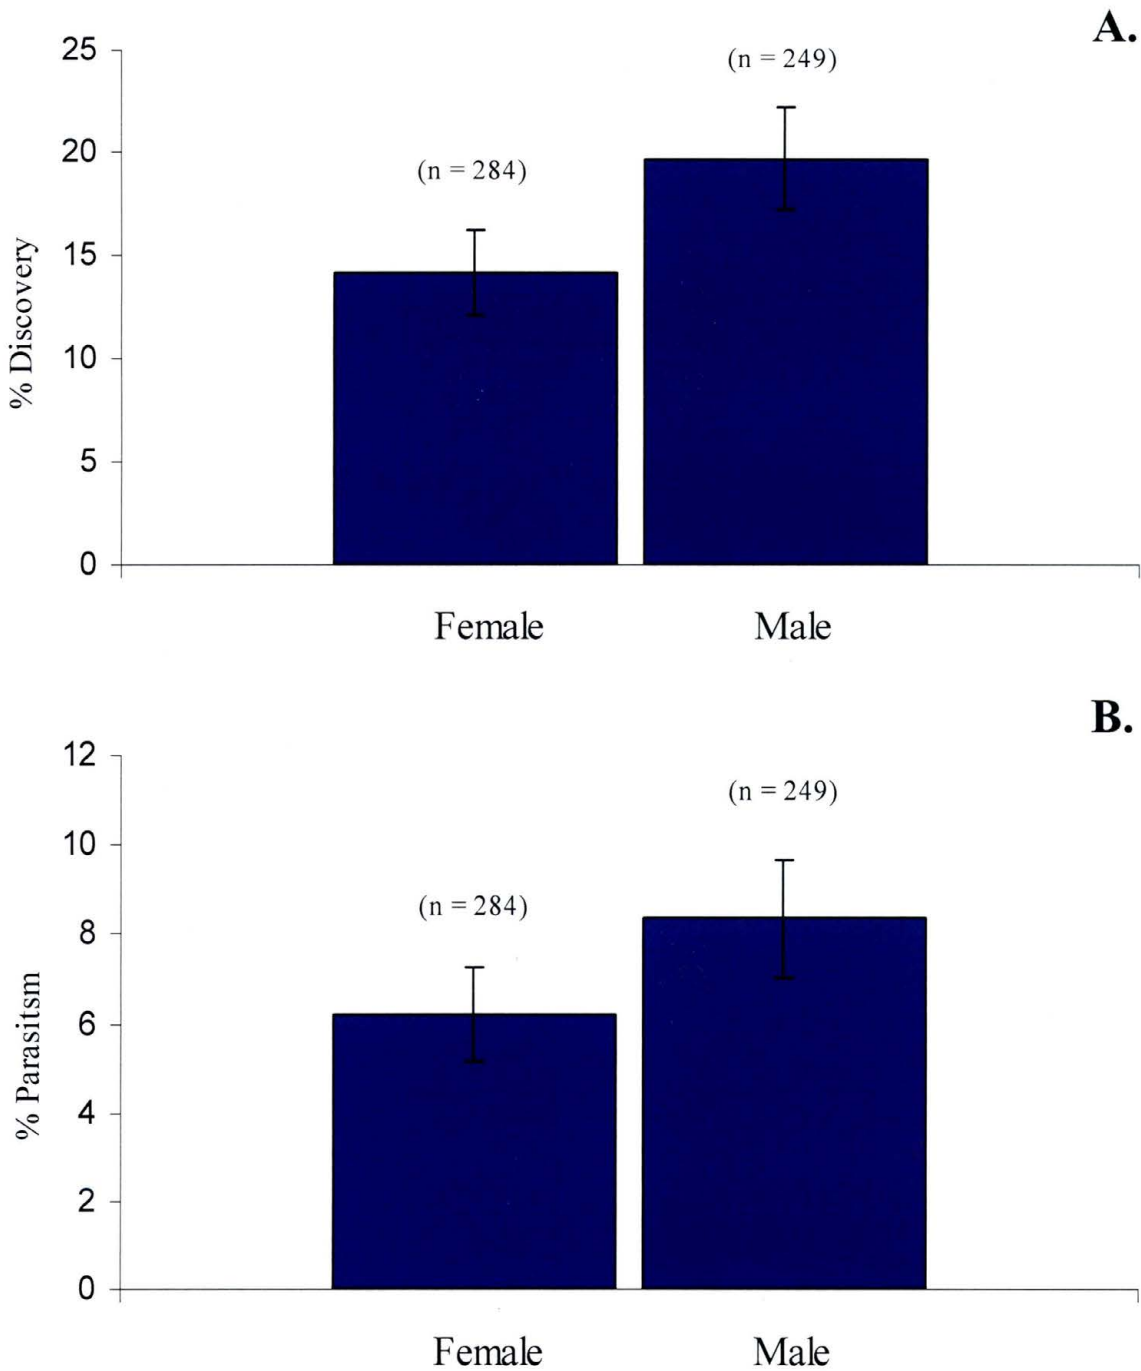 A.
25
20
15
10
5
0
% Discovery
(n = 284)
(n = 249)
Female Male
B.
12
10
8
6
4
2
0
% Parasitsm
(n = 284)
(n = 249)
Female Male